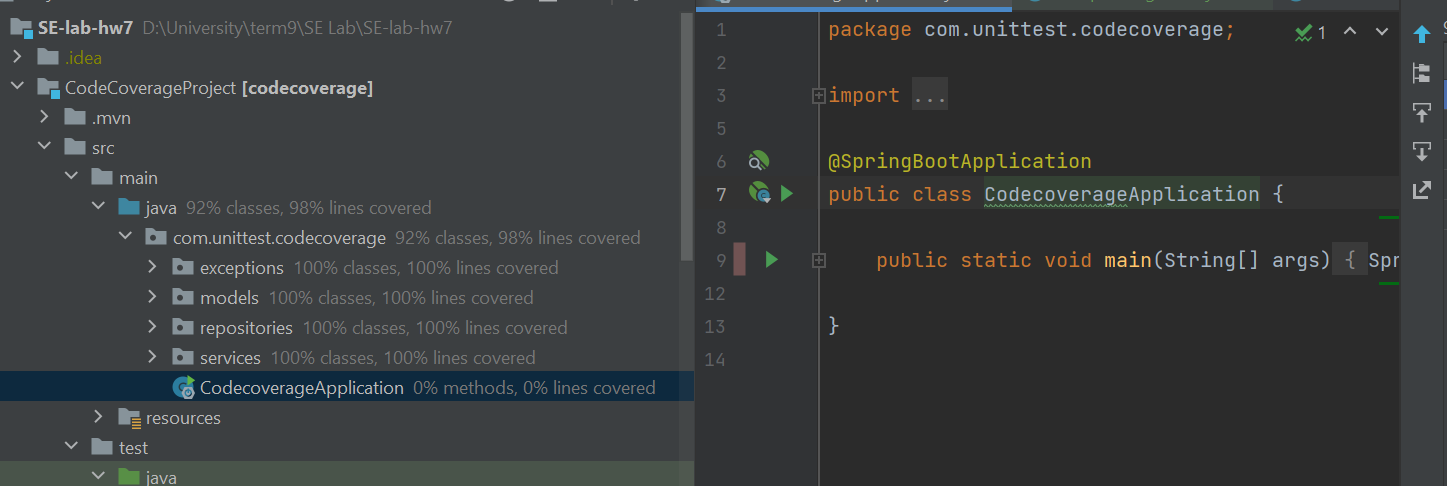 SE-lab-hw7 D:\University\term9\SE Lab\SE-lab-hw7
.idea
CodeCoverageProject [codecoverage]
.mvn
src
main
java 92% classes, 98% lines covered
com.unittest.codecoverage 92% classes, 98% lines covered
exceptions 100% classes, 100% lines covered
models 100% classes, 100% lines covered
repositories 100% classes, 100% lines covered
services 100% classes, 100% lines covered
CodecoverageApplication 0% methods, 0% lines covered
resources
test
java
1 package com.unittest.codecoverage; 1
2
3 import ...
5
6 @SpringBootApplication
7 public class CodecoverageApplication {
8
9 public static void main(String[] args) { Spr
12
13 }
14